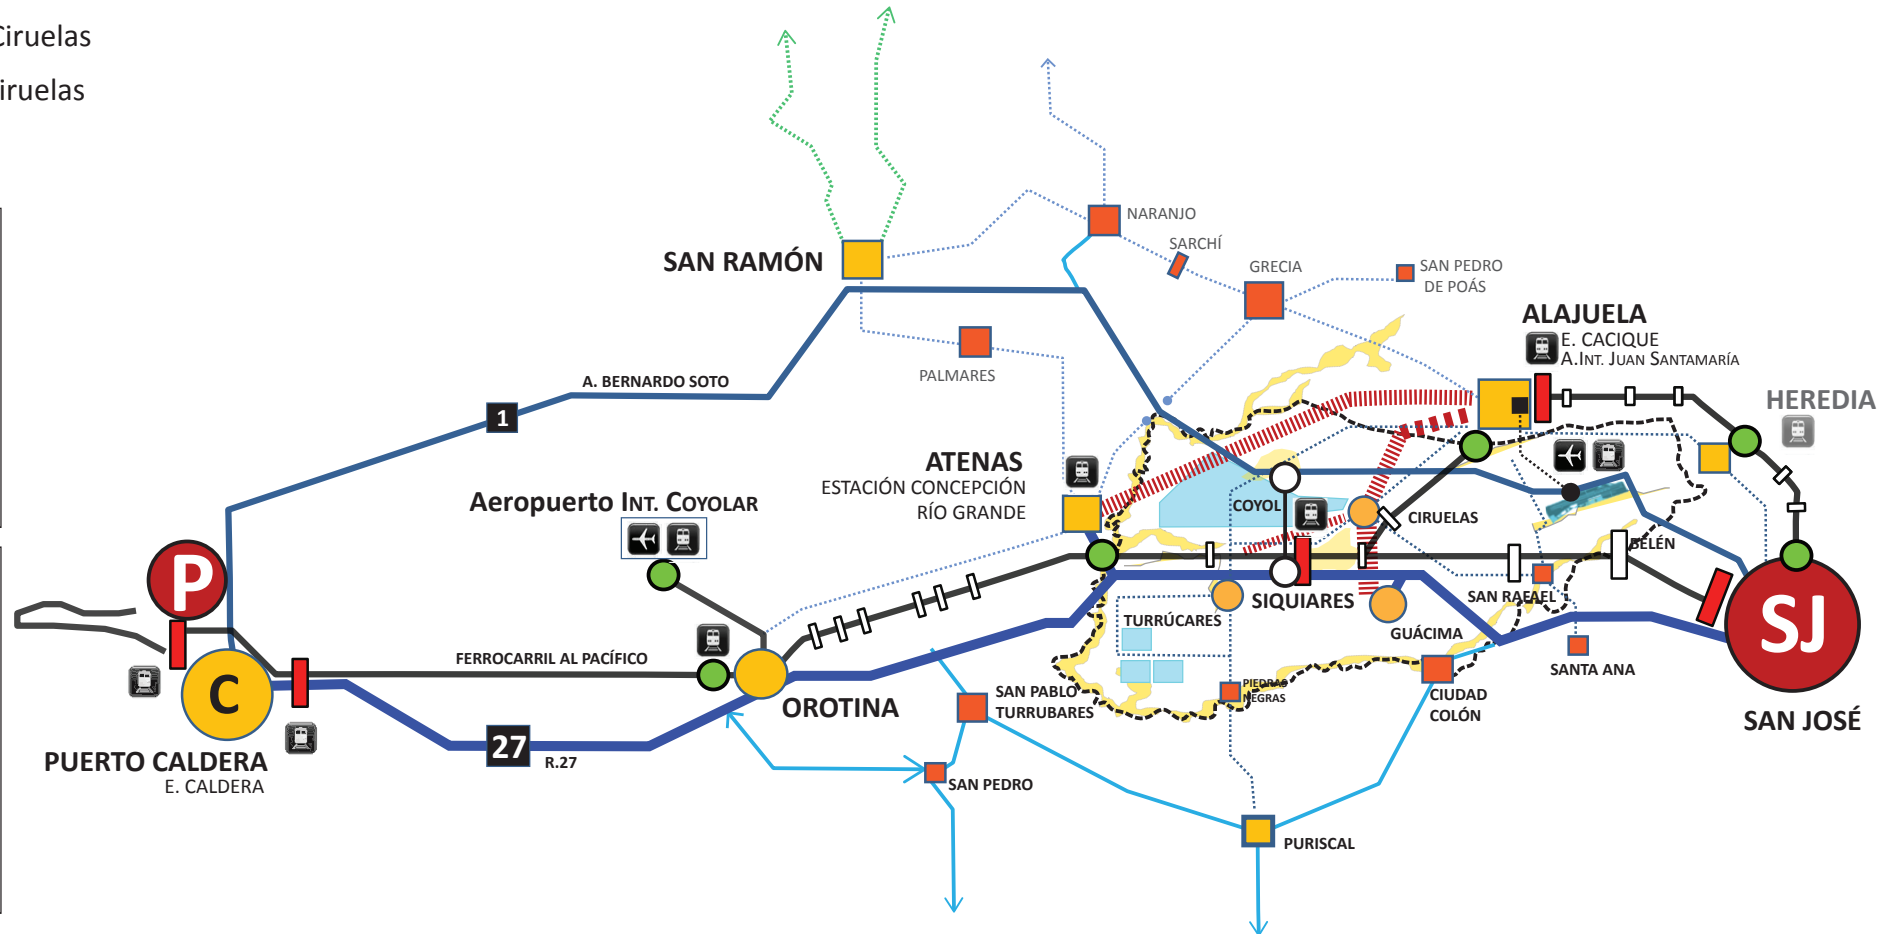 Ciruelas
iruelas
NARANJO
SARCHÍ
SAN RAMÓN
GRECIA
SAN PEDRO
DE POÁS
ALAJUELA
E. CACIQUE
A.INT. JUAN SANTAMARÍA
PALMARES
A. BERNARDO SOTO
HEREDIA
1
ATENAS
ESTACIÓN CONCEPCIÓN
RÍO GRANDE
Aeropuerto INT. COYOLAR
COYOL
CIRUELAS
BELÉN
P
SAN RAFAEL
SIQUIARES
TURRÚCARES
GUÁCIMA
SJ
FERROCARRIL AL PACÍFICO
SANTA ANA
C
PIEDRAS
NEGRAS
SAN PABLO
TURRUBARES
CIUDAD
COLÓN
OROTINA
SAN JOSÉ
27
R.27
PUERTO CALDERA
E. CALDERA
SAN PEDRO
PURISCAL